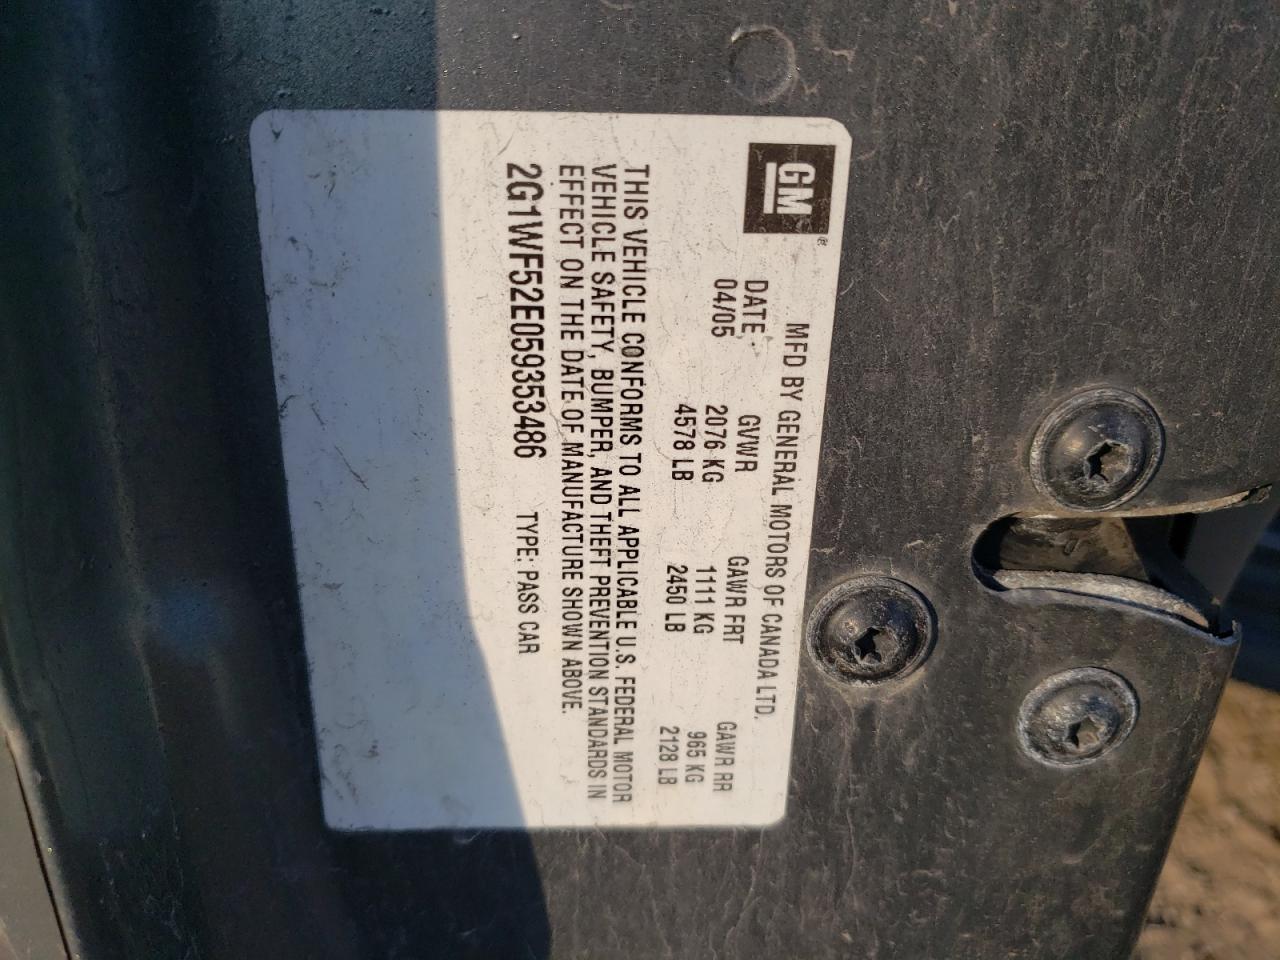 GM®
MFD BY GENERAL MOTORS OF CANADA LTD.
DATE GVWR GAWR FRT GAWR RR
04/05 2076 KG 1111 KG 965 KG
4578 LB 2450 LB 2128 LB
THIS VEHICLE CONFORMS TO ALL APPLICABLE U.S. FEDERAL MOTOR
VEHICLE SAFETY, BUMPER, AND THEFT PREVENTION STANDARDS IN
EFFECT ON THE DATE OF MANUFACTURE SHOWN ABOVE.
2G1WF52E059353486 TYPE: PASS CAR